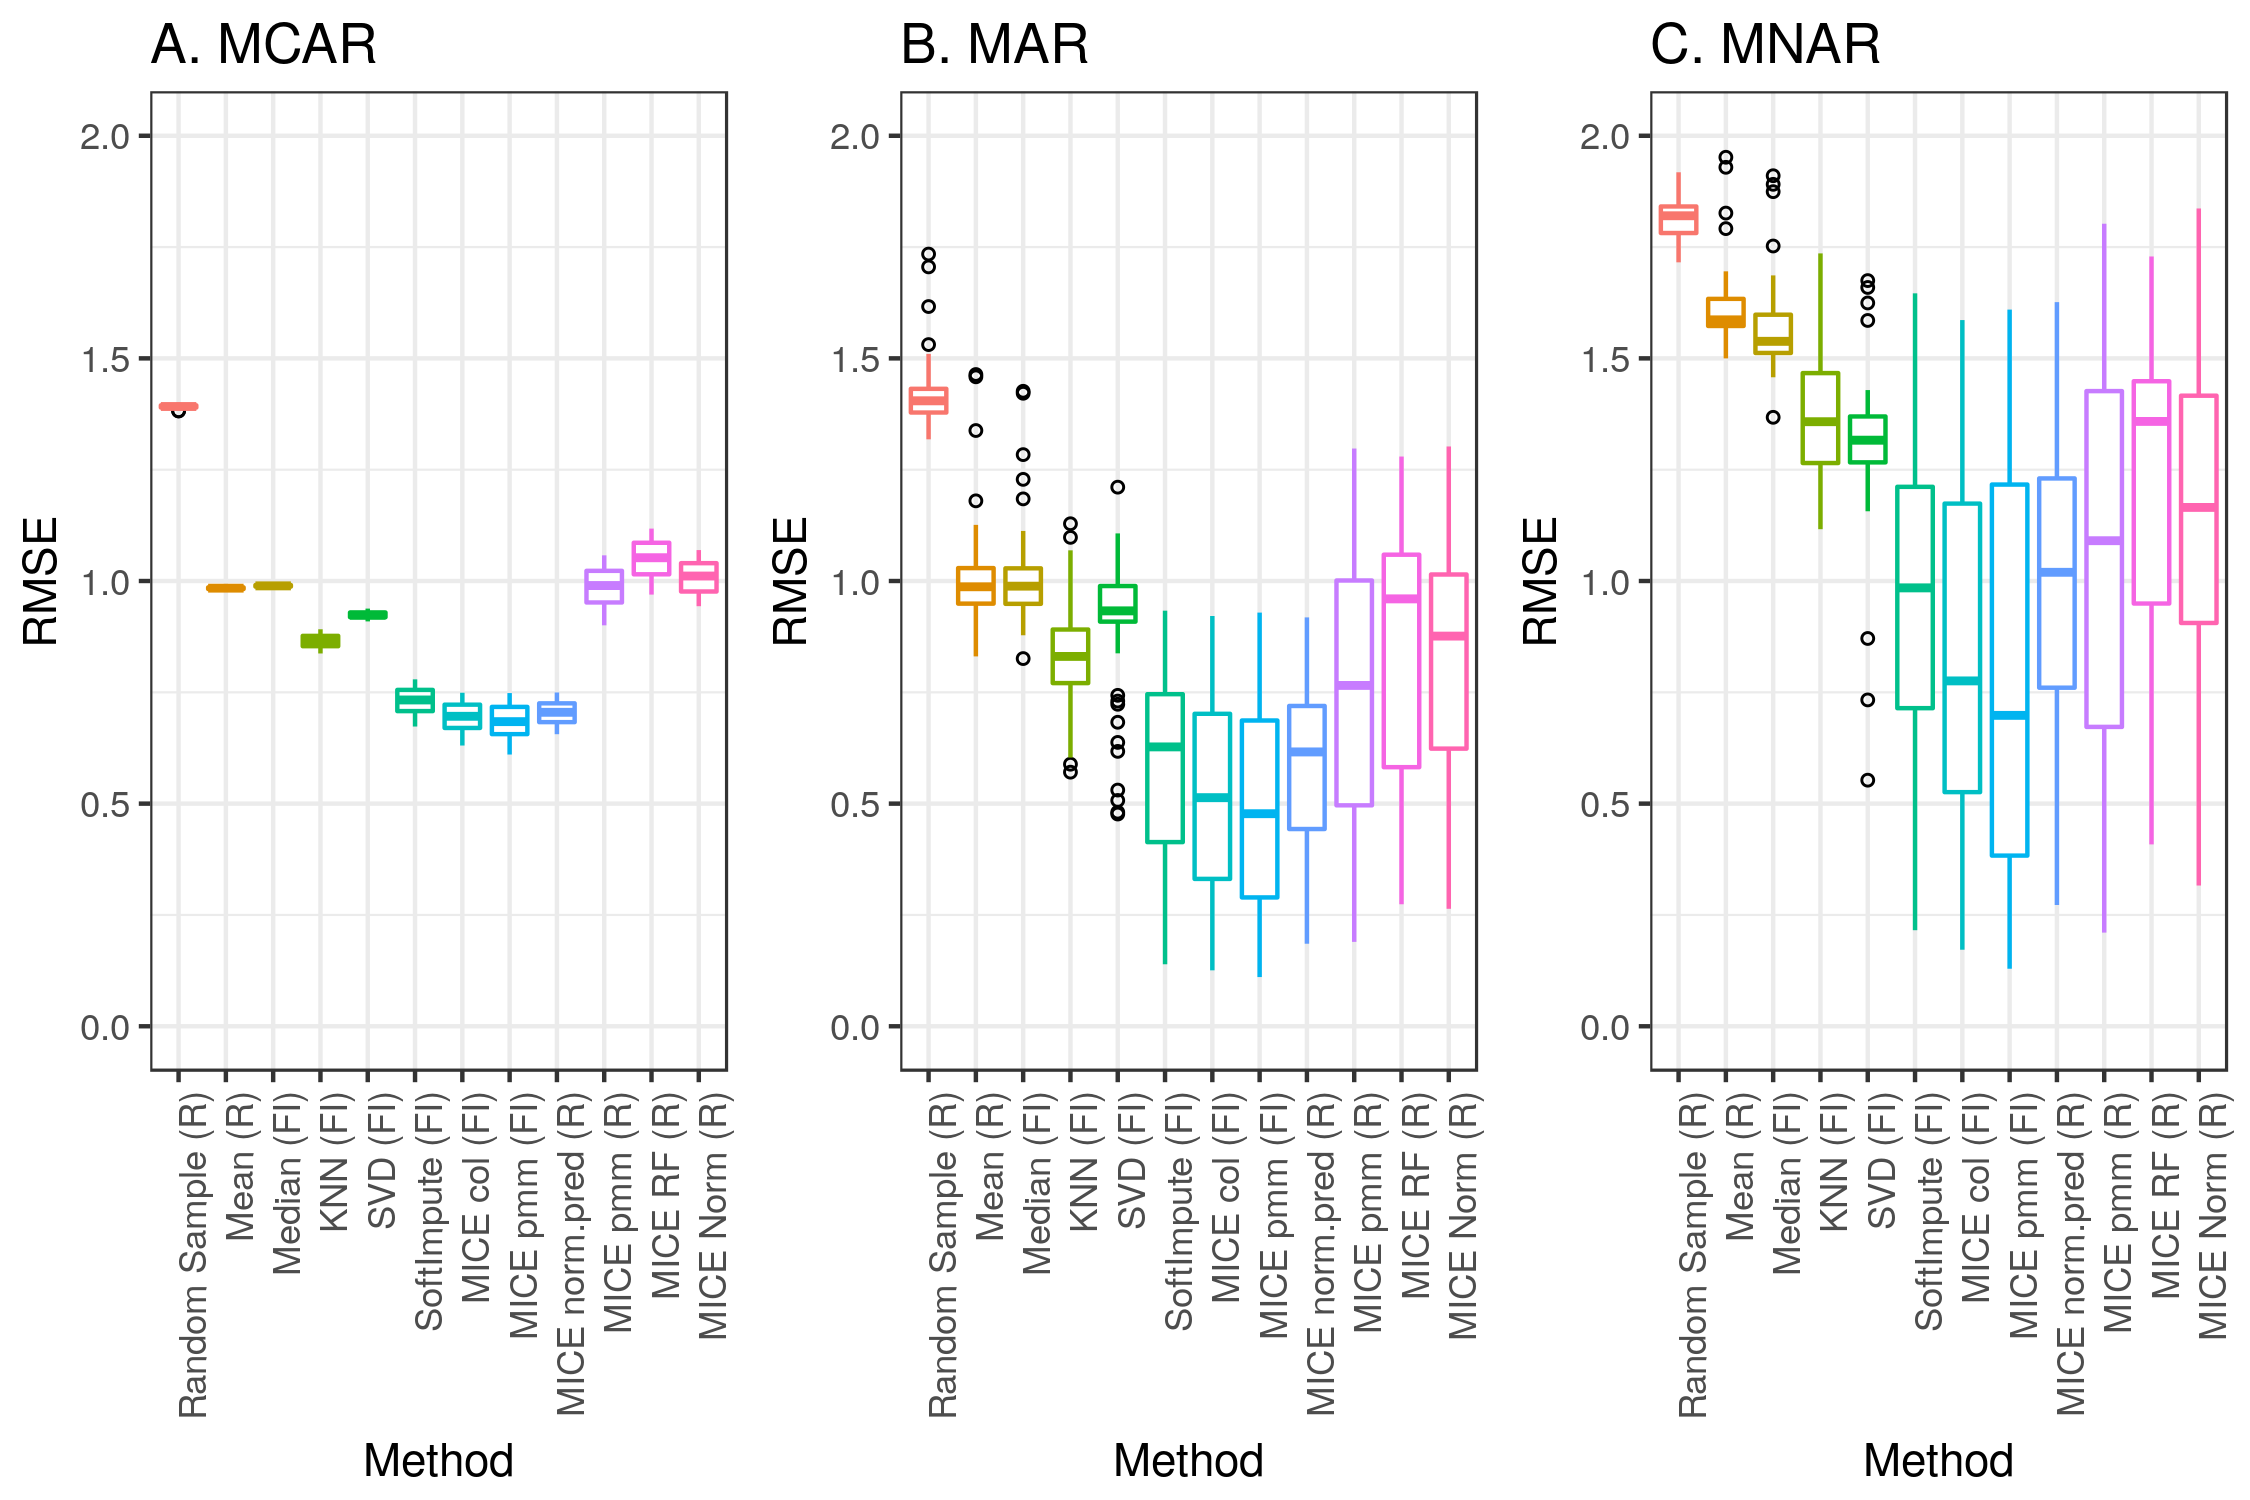 A. MCAR
RMSE
2.0
1.5
1.0
0.5
0.0
Random Sample (R)
Mean (R)
Median (FI)
KNN (FI)
SVD (FI)
SoftImpute (FI)
MICE col (FI)
MICE pmm (FI)
MICE norm.pred (R)
MICE pmm (R)
MICE RF (R)
MICE Norm (R)
Method
B. MAR
RMSE
2.0
1.5
1.0
0.5
0.0
Random Sample (R)
Mean (R)
Median (FI)
KNN (FI)
SVD (FI)
SoftImpute (FI)
MICE col (FI)
MICE pmm (FI)
MICE norm.pred (R)
MICE pmm (R)
MICE RF (R)
MICE Norm (R)
Method
C. MNAR
RMSE
2.0
1.5
1.0
0.5
0.0
Random Sample (R)
Mean (R)
Median (FI)
KNN (FI)
SVD (FI)
SoftImpute (FI)
MICE col (FI)
MICE pmm (FI)
MICE norm.pred (R)
MICE pmm (R)
MICE RF (R)
MICE Norm (R)
Method